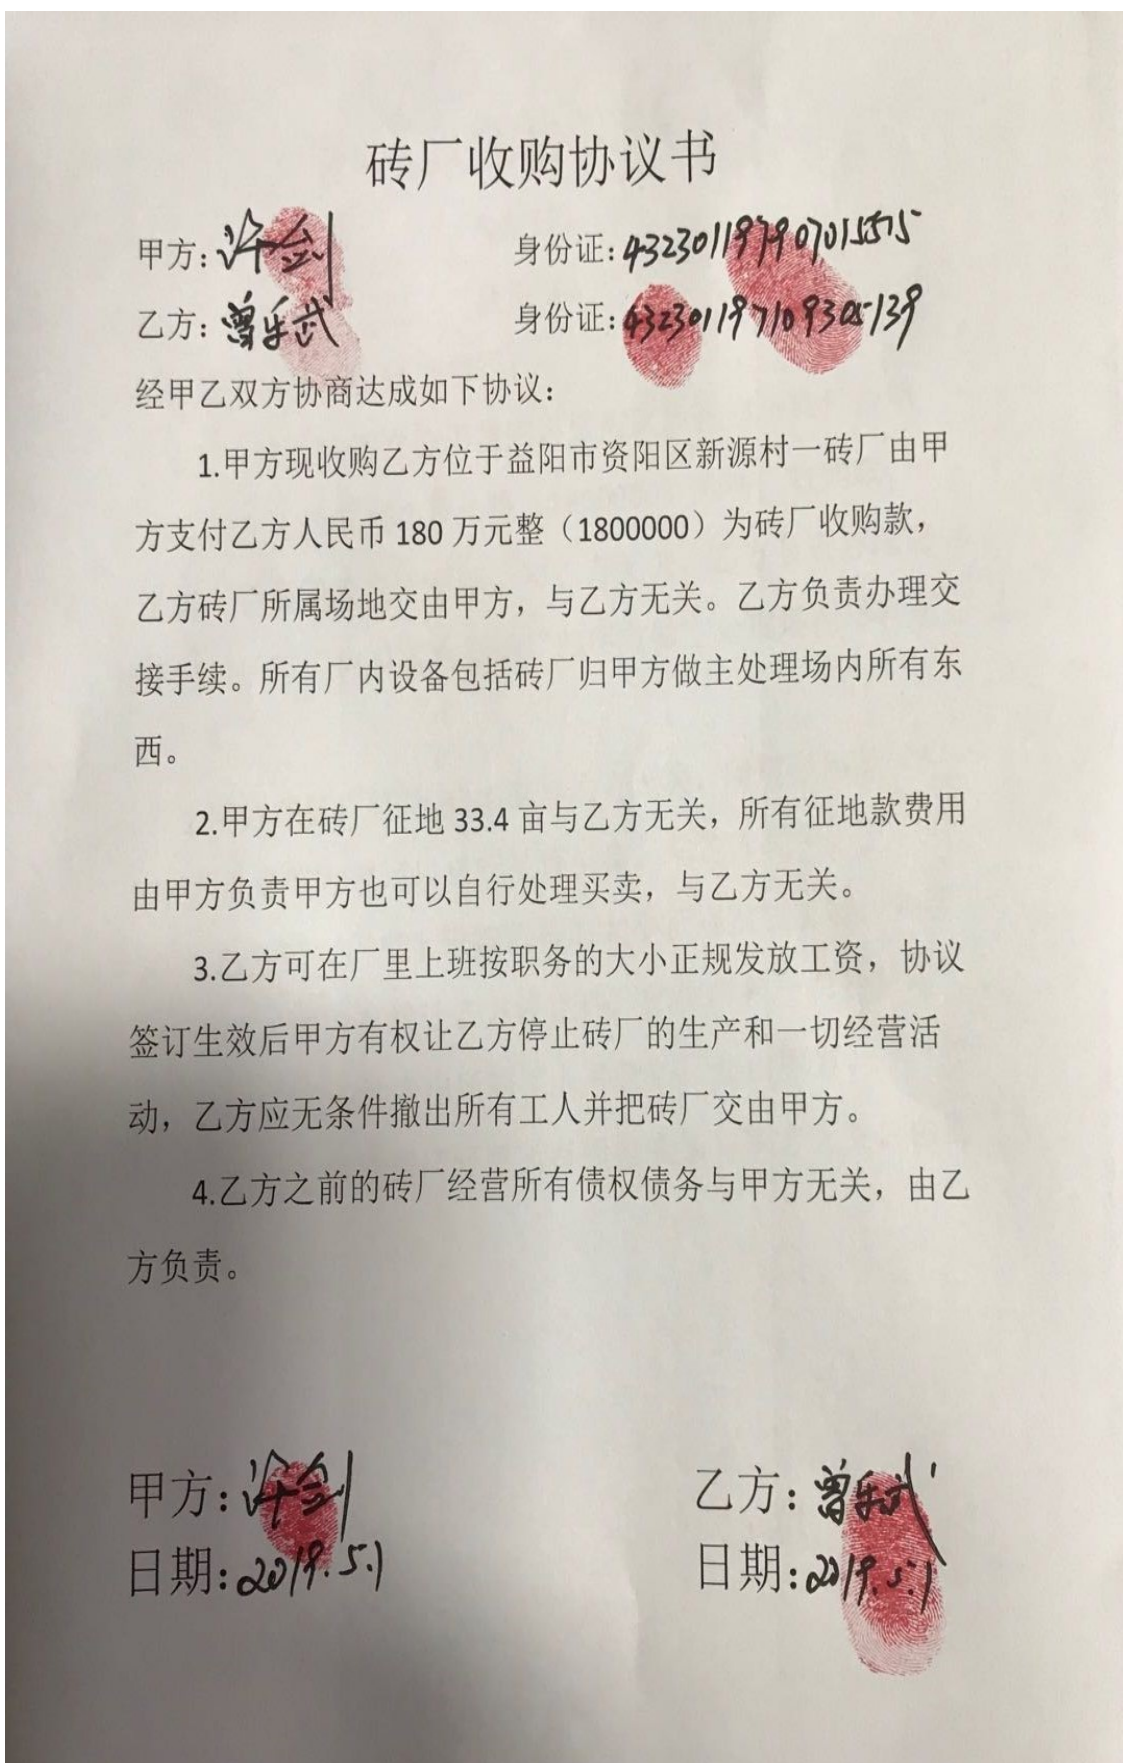 砖厂收购协议书
甲方：许剑 身份证：432301197907015515
乙方：曾乐武 身份证：432301197109305139
经甲乙双方协商达成如下协议：
1.甲方现收购乙方位于益阳市资阳区新源村一砖厂由甲
方支付乙方人民币 180 万元整（1800000）为砖厂收购款，
乙方砖厂所属场地交由甲方，与乙方无关。乙方负责办理交
接手续。所有厂内设备包括砖厂归甲方做主处理场内所有东
西。
2.甲方在砖厂征地 33.4 亩与乙方无关，所有征地款费用
由甲方负责甲方也可以自行处理买卖，与乙方无关。
3.乙方可在厂里上班按职务的大小正规发放工资，协议
签订生效后甲方有权让乙方停止砖厂的生产和一切经营活
动，乙方应无条件撤出所有工人并把砖厂交由甲方。
4.乙方之前的砖厂经营所有债权债务与甲方无关，由乙
方负责。
甲方：许剑 乙方：曾乐武
日期：2019.5.1 日期：2019.5.1